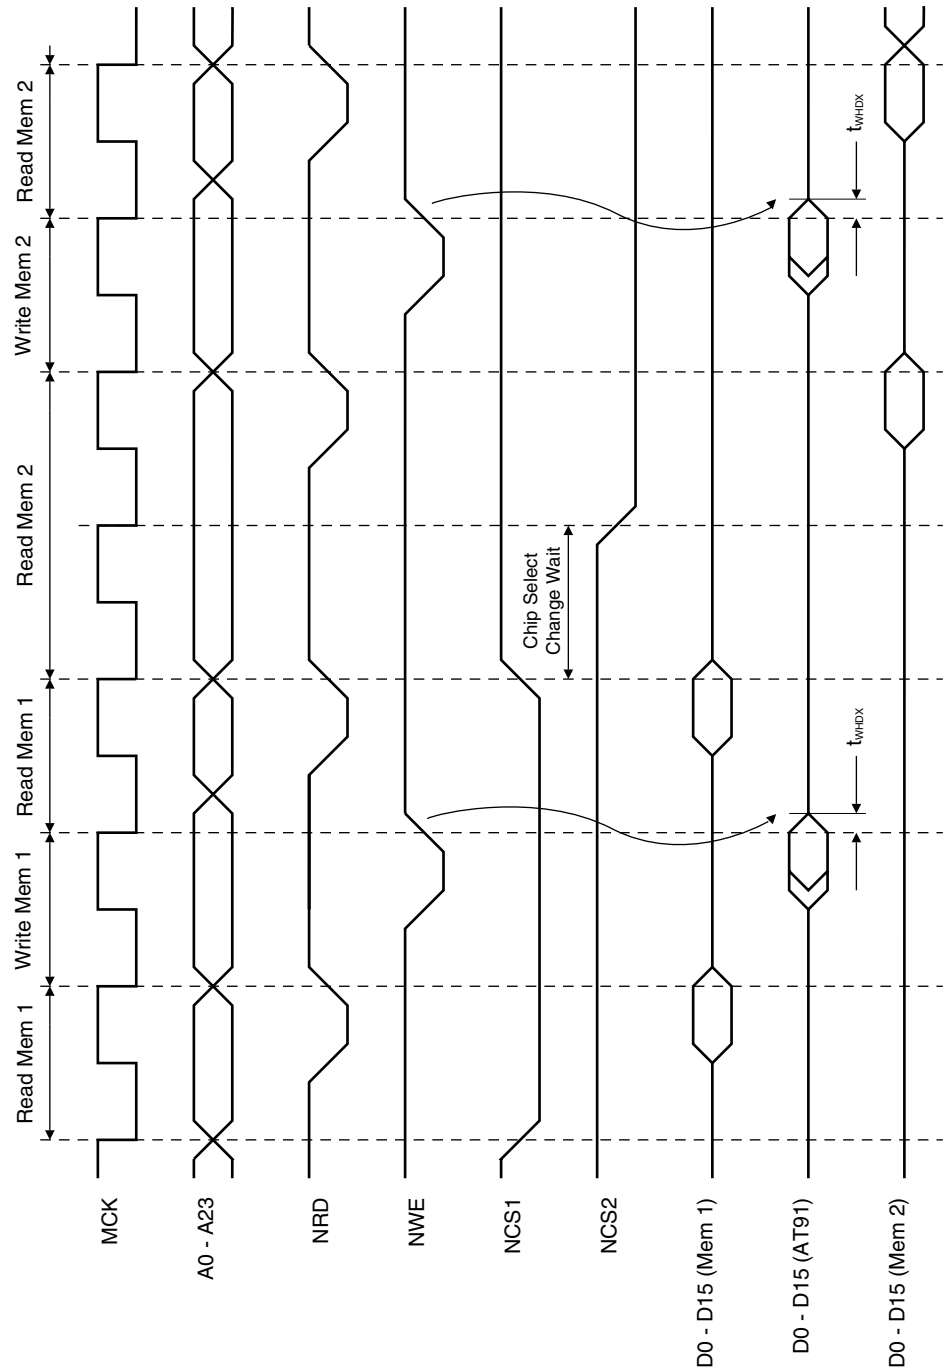 Read Mem 1
Write Mem 1
Read Mem 1
Read Mem 2
Write Mem 2
Read Mem 2
MCK
A0 - A23
NRD
NWE
NCS1
Chip Select
Change Wait
NCS2
D0 - D15 (Mem 1)
D0 - D15 (AT91)
tWHDX
tWHDX
D0 - D15 (Mem 2)